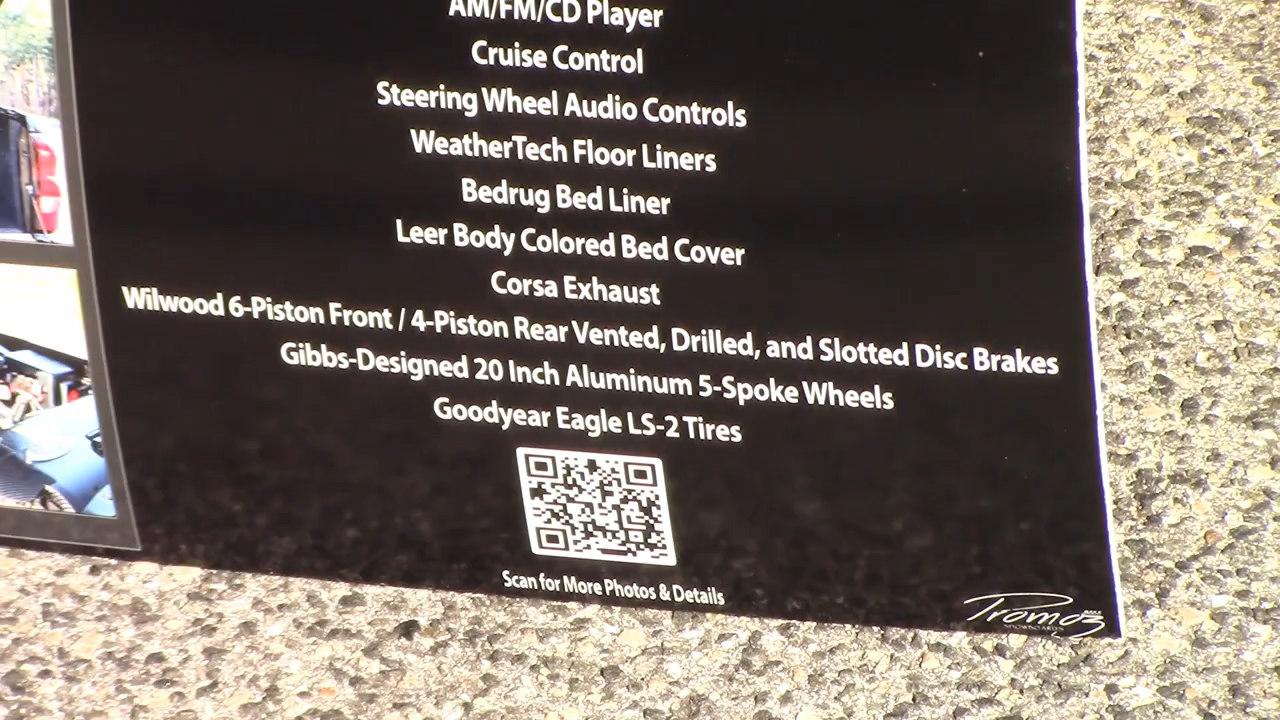 AM/FM/CD Player
Cruise Control
Steering Wheel Audio Controls
WeatherTech Floor Liners
Bedrug Bed Liner
Leer Body Colored Bed Cover
Corsa Exhaust
Wilwood 6-Piston Front / 4-Piston Rear Vented, Drilled, and Slotted Disc Brakes
Gibbs-Designed 20 Inch Aluminum 5-Spoke Wheels
Goodyear Eagle LS-2 Tires
Scan for More Photos & Details
Promoz
SHOWBOARDS